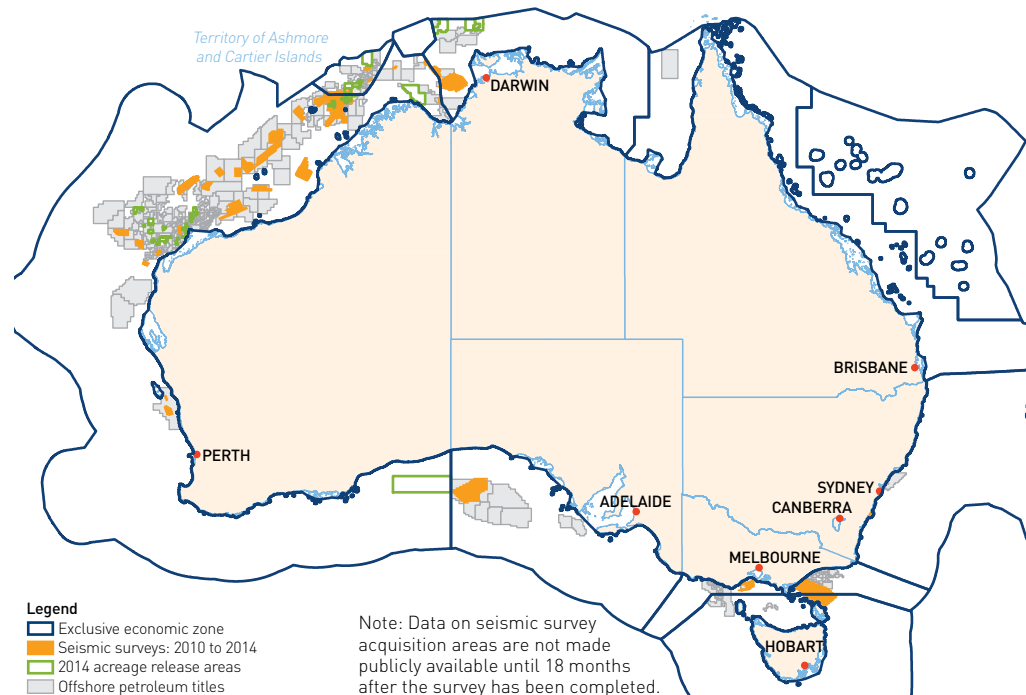 Territory of Ashmore
and Cartier Islands
DARWIN
BRISBANE
PERTH
SYDNEY
ADELAIDE
CANBERRA
MELBOURNE
HOBART
Legend
Exclusive economic zone
Seismic surveys: 2010 to 2014
2014 acreage release areas
Offshore petroleum titles
Note: Data on seismic survey
acquisition areas are not made
publicly available until 18 months
after the survey has been completed.